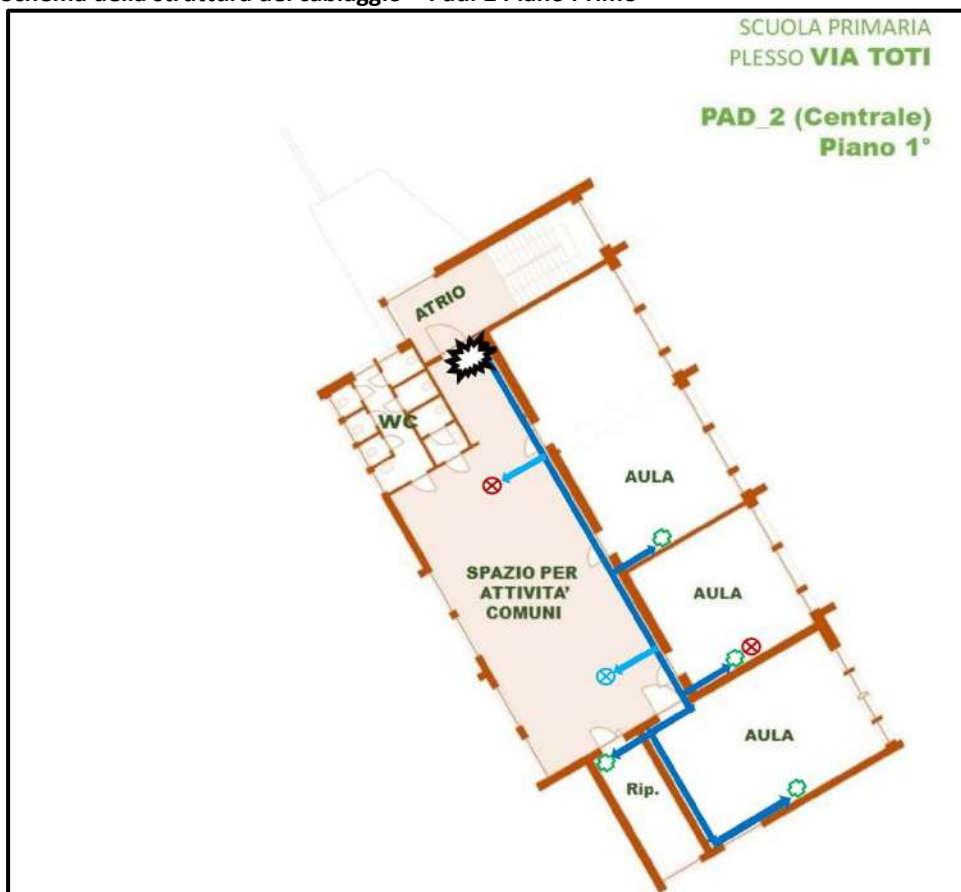 Schema della struttura del cablaggio – Pad. 2 Piano Primo
SCUOLA PRIMARIA
PLESSO VIA TOTI
PAD_2 (Centrale)
Piano 1°
ATRIO
WC
AULA
SPAZIO PER
ATTIVITA'
COMUNI
AULA
AULA
Rip.